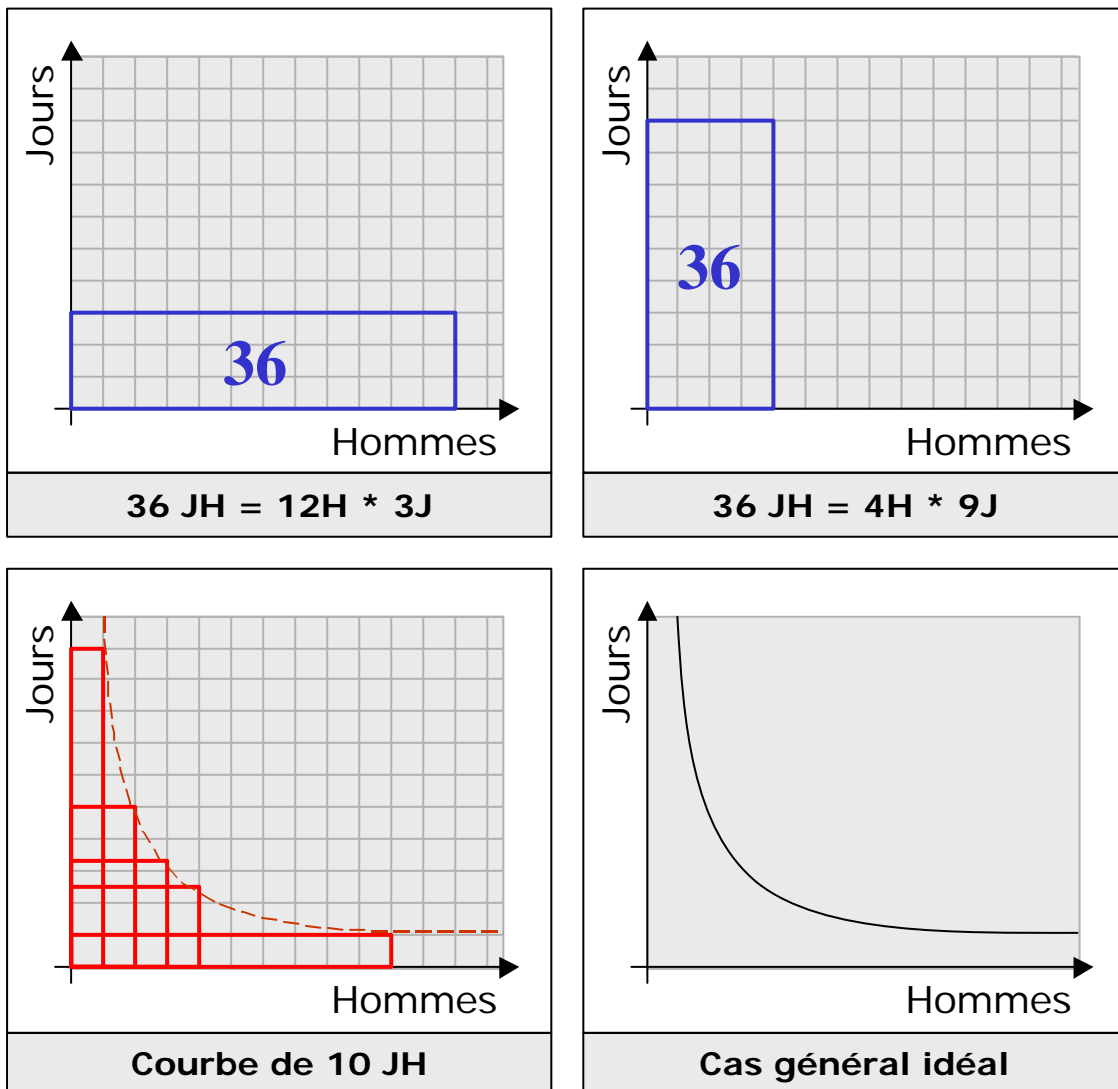 Jours
36
Hommes
36 JH = 12H * 3J
Jours
36
Hommes
36 JH = 4H * 9J
Jours
Hommes
Courbe de 10 JH
Jours
Hommes
Cas général idéal